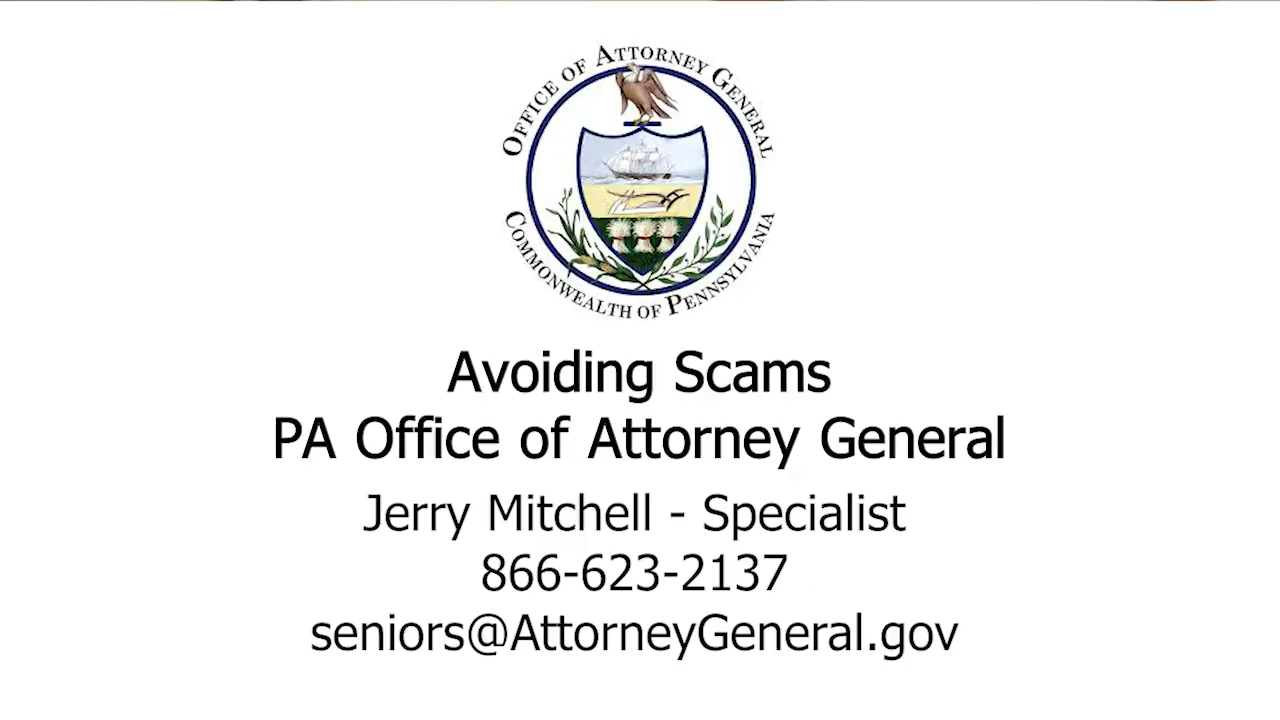 OFFICE OF ATTORNEY GENERAL
COMMONWEALTH OF PENNSYLVANIA
Avoiding Scams
PA Office of Attorney General
Jerry Mitchell - Specialist
866-623-2137
seniors@AttorneyGeneral.gov